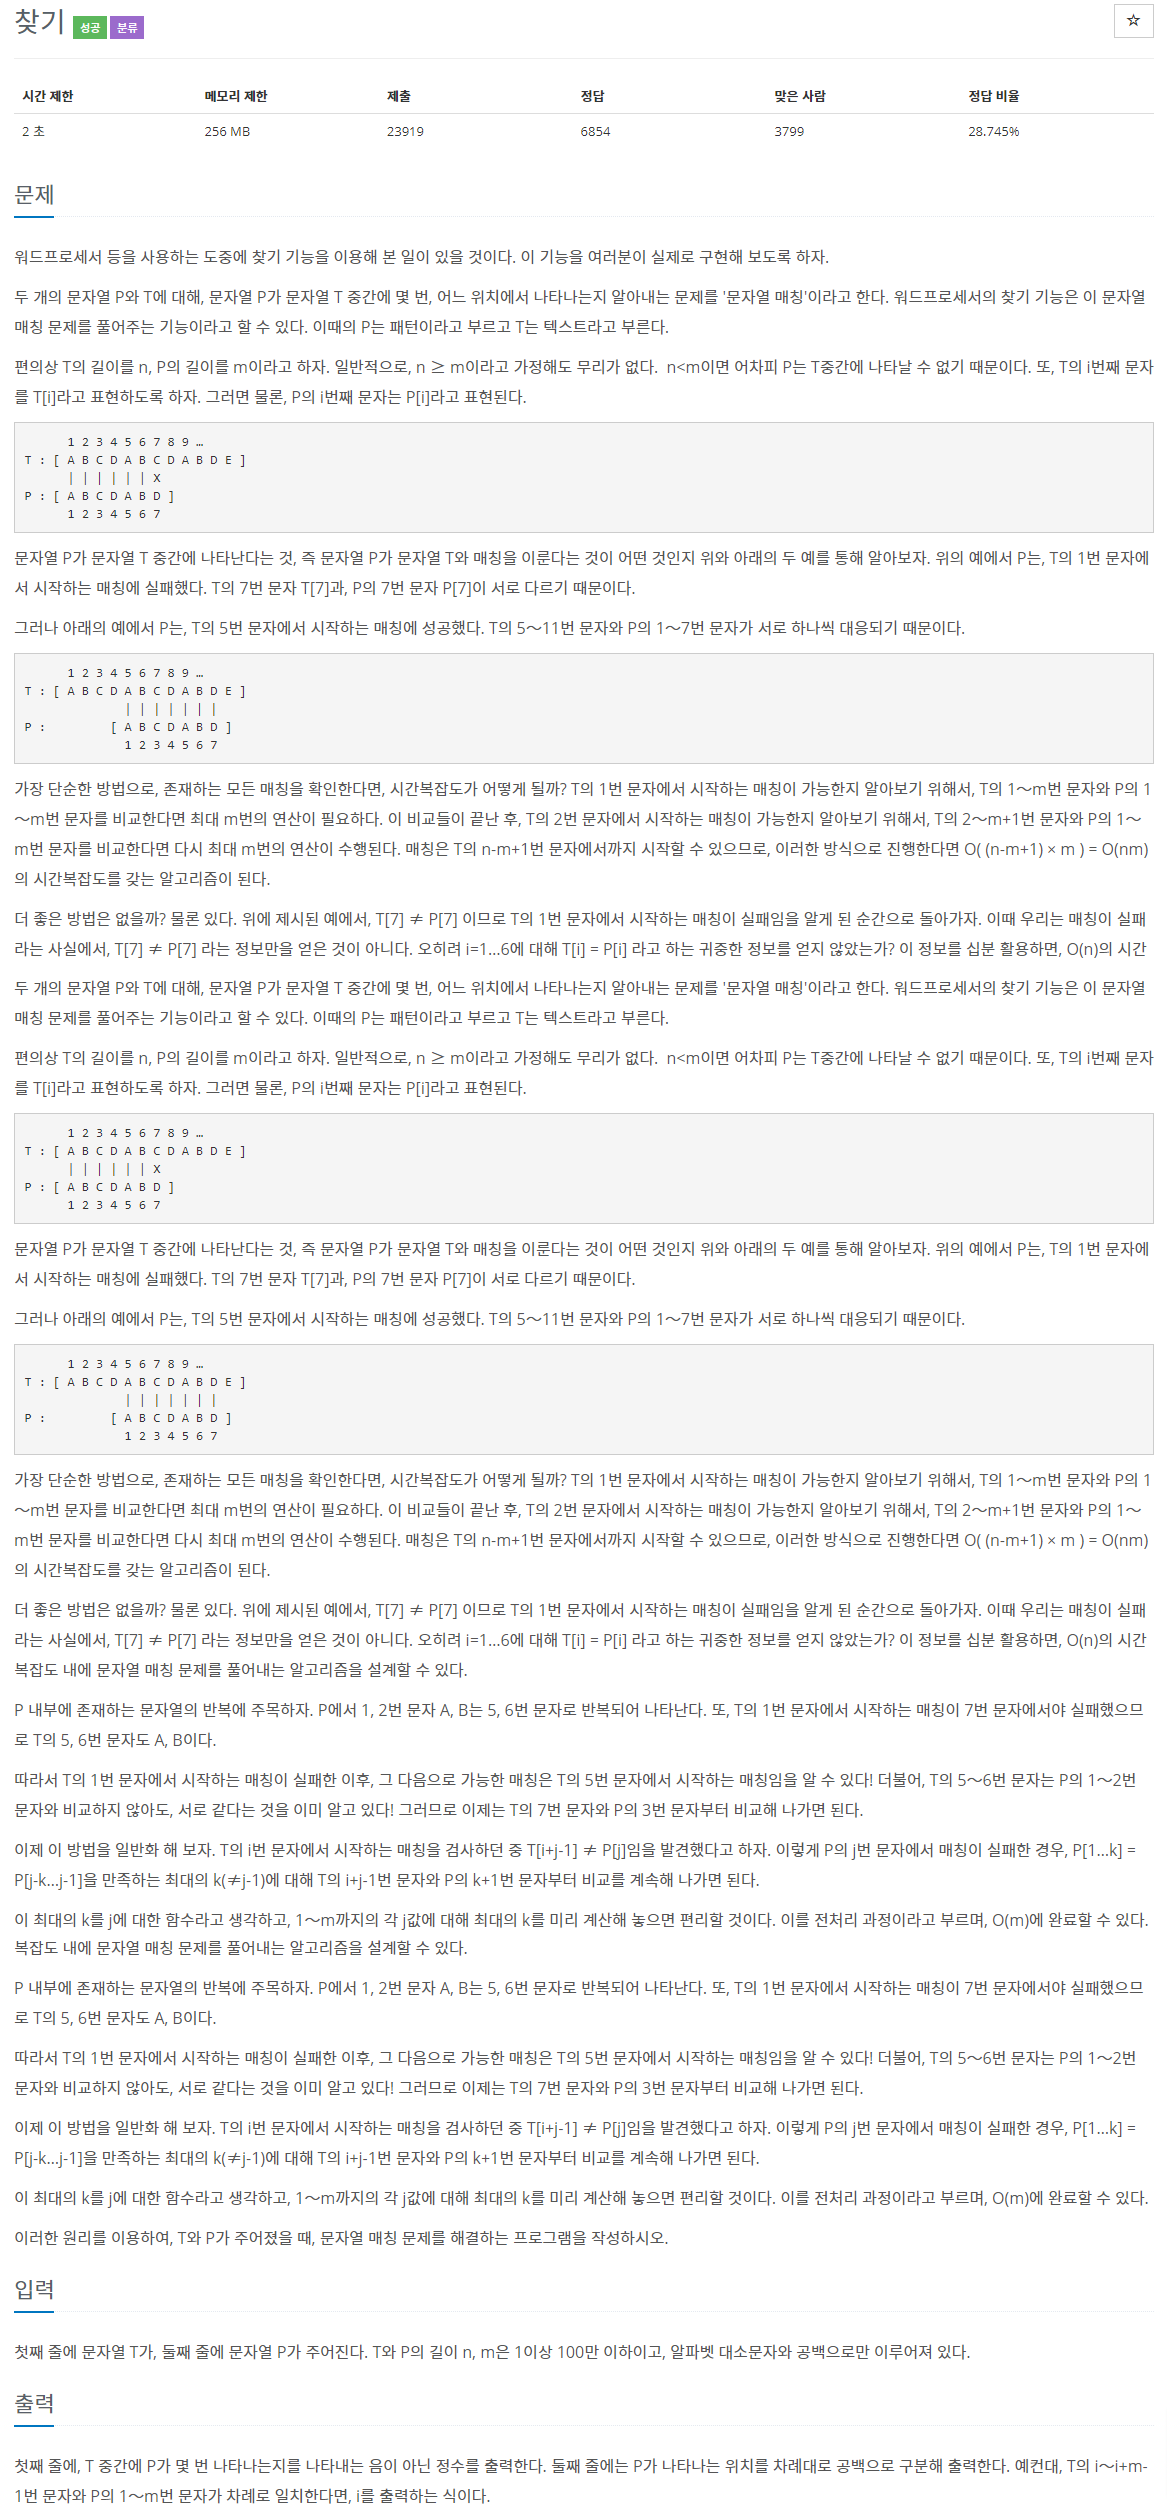 찾기 성공 분류
☆
시간 제한 메모리 제한 제출 정답 맞은 사람 정답 비율
2 초 256 MB 23919 6854 3799 28.745%
문제
워드프로세서 등을 사용하는 도중에 찾기 기능을 이용해 본 일이 있을 것이다. 이 기능을 여러분이 실제로 구현해 보도록 하자.
두 개의 문자열 P와 T에 대해, 문자열 P가 문자열 T 중간에 몇 번, 어느 위치에서 나타나는지 알아내는 문제를 '문자열 매칭'이라고 한다. 워드프로세서의 찾기 기능은 이 문자열
매칭 문제를 풀어주는 기능이라고 할 수 있다. 이때의 P는 패턴이라고 부르고 T는 텍스트라고 부른다.
편의상 T의 길이를 n, P의 길이를 m이라고 하자. 일반적으로, n ≥ m이라고 가정해도 무리가 없다. n<m이면 어차피 P는 T중간에 나타날 수 없기 때문이다. 또, T의 i번째 문자
를 T[i]라고 표현하도록 하자. 그러면 물론, P의 i번째 문자는 P[i]라고 표현된다.
1 2 3 4 5 6 7 8 9 …
T : [ A B C D A B C D A B D E ]
| | | | | | X
P : [ A B C D A B D ]
1 2 3 4 5 6 7
문자열 P가 문자열 T 중간에 나타난다는 것, 즉 문자열 P가 문자열 T와 매칭을 이룬다는 것이 어떤 것인지 위와 아래의 두 예를 통해 알아보자. 위의 예에서 P는, T의 1번 문자에
서 시작하는 매칭에 실패했다. T의 7번 문자 T[7]과, P의 7번 문자 P[7]이 서로 다르기 때문이다.
그러나 아래의 예에서 P는, T의 5번 문자에서 시작하는 매칭에 성공했다. T의 5～11번 문자와 P의 1～7번 문자가 서로 하나씩 대응되기 때문이다.
1 2 3 4 5 6 7 8 9 …
T : [ A B C D A B C D A B D E ]
| | | | | | |
P : [ A B C D A B D ]
1 2 3 4 5 6 7
가장 단순한 방법으로, 존재하는 모든 매칭을 확인한다면, 시간복잡도가 어떻게 될까? T의 1번 문자에서 시작하는 매칭이 가능한지 알아보기 위해서, T의 1～m번 문자와 P의 1
～m번 문자를 비교한다면 최대 m번의 연산이 필요하다. 이 비교들이 끝난 후, T의 2번 문자에서 시작하는 매칭이 가능한지 알아보기 위해서, T의 2～m+1번 문자와 P의 1～
m번 문자를 비교한다면 다시 최대 m번의 연산이 수행된다. 매칭은 T의 n-m+1번 문자에서까지 시작할 수 있으므로, 이러한 방식으로 진행한다면 O( (n-m+1) × m ) = O(nm)
의 시간복잡도를 갖는 알고리즘이 된다.
더 좋은 방법은 없을까? 물론 있다. 위에 제시된 예에서, T[7] ≠ P[7] 이므로 T의 1번 문자에서 시작하는 매칭이 실패임을 알게 된 순간으로 돌아가자. 이때 우리는 매칭이 실패
라는 사실에서, T[7] ≠ P[7] 라는 정보만을 얻은 것이 아니다. 오히려 i=1…6에 대해 T[i] = P[i] 라고 하는 귀중한 정보를 얻지 않았는가? 이 정보를 십분 활용하면, O(n)의 시간
두 개의 문자열 P와 T에 대해, 문자열 P가 문자열 T 중간에 몇 번, 어느 위치에서 나타나는지 알아내는 문제를 '문자열 매칭'이라고 한다. 워드프로세서의 찾기 기능은 이 문자열
매칭 문제를 풀어주는 기능이라고 할 수 있다. 이때의 P는 패턴이라고 부르고 T는 텍스트라고 부른다.
편의상 T의 길이를 n, P의 길이를 m이라고 하자. 일반적으로, n ≥ m이라고 가정해도 무리가 없다. n<m이면 어차피 P는 T중간에 나타날 수 없기 때문이다. 또, T의 i번째 문자
를 T[i]라고 표현하도록 하자. 그러면 물론, P의 i번째 문자는 P[i]라고 표현된다.
1 2 3 4 5 6 7 8 9 …
T : [ A B C D A B C D A B D E ]
| | | | | | X
P : [ A B C D A B D ]
1 2 3 4 5 6 7
문자열 P가 문자열 T 중간에 나타난다는 것, 즉 문자열 P가 문자열 T와 매칭을 이룬다는 것이 어떤 것인지 위와 아래의 두 예를 통해 알아보자. 위의 예에서 P는, T의 1번 문자에
서 시작하는 매칭에 실패했다. T의 7번 문자 T[7]과, P의 7번 문자 P[7]이 서로 다르기 때문이다.
그러나 아래의 예에서 P는, T의 5번 문자에서 시작하는 매칭에 성공했다. T의 5～11번 문자와 P의 1～7번 문자가 서로 하나씩 대응되기 때문이다.
1 2 3 4 5 6 7 8 9 …
T : [ A B C D A B C D A B D E ]
| | | | | | |
P : [ A B C D A B D ]
1 2 3 4 5 6 7
가장 단순한 방법으로, 존재하는 모든 매칭을 확인한다면, 시간복잡도가 어떻게 될까? T의 1번 문자에서 시작하는 매칭이 가능한지 알아보기 위해서, T의 1～m번 문자와 P의 1
～m번 문자를 비교한다면 최대 m번의 연산이 필요하다. 이 비교들이 끝난 후, T의 2번 문자에서 시작하는 매칭이 가능한지 알아보기 위해서, T의 2～m+1번 문자와 P의 1～
m번 문자를 비교한다면 다시 최대 m번의 연산이 수행된다. 매칭은 T의 n-m+1번 문자에서까지 시작할 수 있으므로, 이러한 방식으로 진행한다면 O( (n-m+1) × m ) = O(nm)
의 시간복잡도를 갖는 알고리즘이 된다.
더 좋은 방법은 없을까? 물론 있다. 위에 제시된 예에서, T[7] ≠ P[7] 이므로 T의 1번 문자에서 시작하는 매칭이 실패임을 알게 된 순간으로 돌아가자. 이때 우리는 매칭이 실패
라는 사실에서, T[7] ≠ P[7] 라는 정보만을 얻은 것이 아니다. 오히려 i=1…6에 대해 T[i] = P[i] 라고 하는 귀중한 정보를 얻지 않았는가? 이 정보를 십분 활용하면, O(n)의 시간
복잡도 내에 문자열 매칭 문제를 풀어내는 알고리즘을 설계할 수 있다.
P 내부에 존재하는 문자열의 반복에 주목하자. P에서 1, 2번 문자 A, B는 5, 6번 문자로 반복되어 나타난다. 또, T의 1번 문자에서 시작하는 매칭이 7번 문자에서야 실패했으므
로 T의 5, 6번 문자도 A, B이다.
따라서 T의 1번 문자에서 시작하는 매칭이 실패한 이후, 그 다음으로 가능한 매칭은 T의 5번 문자에서 시작하는 매칭임을 알 수 있다! 더불어, T의 5～6번 문자는 P의 1～2번
문자와 비교하지 않아도, 서로 같다는 것을 이미 알고 있다! 그러므로 이제는 T의 7번 문자와 P의 3번 문자부터 비교해 나가면 된다.
이제 이 방법을 일반화 해 보자. T의 i번 문자에서 시작하는 매칭을 검사하던 중 T[i+j-1] ≠ P[j]임을 발견했다고 하자. 이렇게 P의 j번 문자에서 매칭이 실패한 경우, P[1…k] =
P[j-k…j-1]을 만족하는 최대의 k(≠j-1)에 대해 T의 i+j-1번 문자와 P의 k+1번 문자부터 비교를 계속해 나가면 된다.
이 최대의 k를 j에 대한 함수라고 생각하고, 1～m까지의 각 j값에 대해 최대의 k를 미리 계산해 놓으면 편리할 것이다. 이를 전처리 과정이라고 부르며, O(m)에 완료할 수 있다.
복잡도 내에 문자열 매칭 문제를 풀어내는 알고리즘을 설계할 수 있다.
P 내부에 존재하는 문자열의 반복에 주목하자. P에서 1, 2번 문자 A, B는 5, 6번 문자로 반복되어 나타난다. 또, T의 1번 문자에서 시작하는 매칭이 7번 문자에서야 실패했으므
로 T의 5, 6번 문자도 A, B이다.
따라서 T의 1번 문자에서 시작하는 매칭이 실패한 이후, 그 다음으로 가능한 매칭은 T의 5번 문자에서 시작하는 매칭임을 알 수 있다! 더불어, T의 5～6번 문자는 P의 1～2번
문자와 비교하지 않아도, 서로 같다는 것을 이미 알고 있다! 그러므로 이제는 T의 7번 문자와 P의 3번 문자부터 비교해 나가면 된다.
이제 이 방법을 일반화 해 보자. T의 i번 문자에서 시작하는 매칭을 검사하던 중 T[i+j-1] ≠ P[j]임을 발견했다고 하자. 이렇게 P의 j번 문자에서 매칭이 실패한 경우, P[1…k] =
P[j-k…j-1]을 만족하는 최대의 k(≠j-1)에 대해 T의 i+j-1번 문자와 P의 k+1번 문자부터 비교를 계속해 나가면 된다.
이 최대의 k를 j에 대한 함수라고 생각하고, 1～m까지의 각 j값에 대해 최대의 k를 미리 계산해 놓으면 편리할 것이다. 이를 전처리 과정이라고 부르며, O(m)에 완료할 수 있다.
이러한 원리를 이용하여, T와 P가 주어졌을 때, 문자열 매칭 문제를 해결하는 프로그램을 작성하시오.
입력
첫째 줄에 문자열 T가, 둘째 줄에 문자열 P가 주어진다. T와 P의 길이 n, m은 1이상 100만 이하이고, 알파벳 대소문자와 공백으로만 이루어져 있다.
출력
첫째 줄에, T 중간에 P가 몇 번 나타나는지를 나타내는 음이 아닌 정수를 출력한다. 둘째 줄에는 P가 나타나는 위치를 차례대로 공백으로 구분해 출력한다. 예컨대, T의 i～i+m-
1번 문자와 P의 1～m번 문자가 차례로 일치한다면, i를 출력하는 식이다.